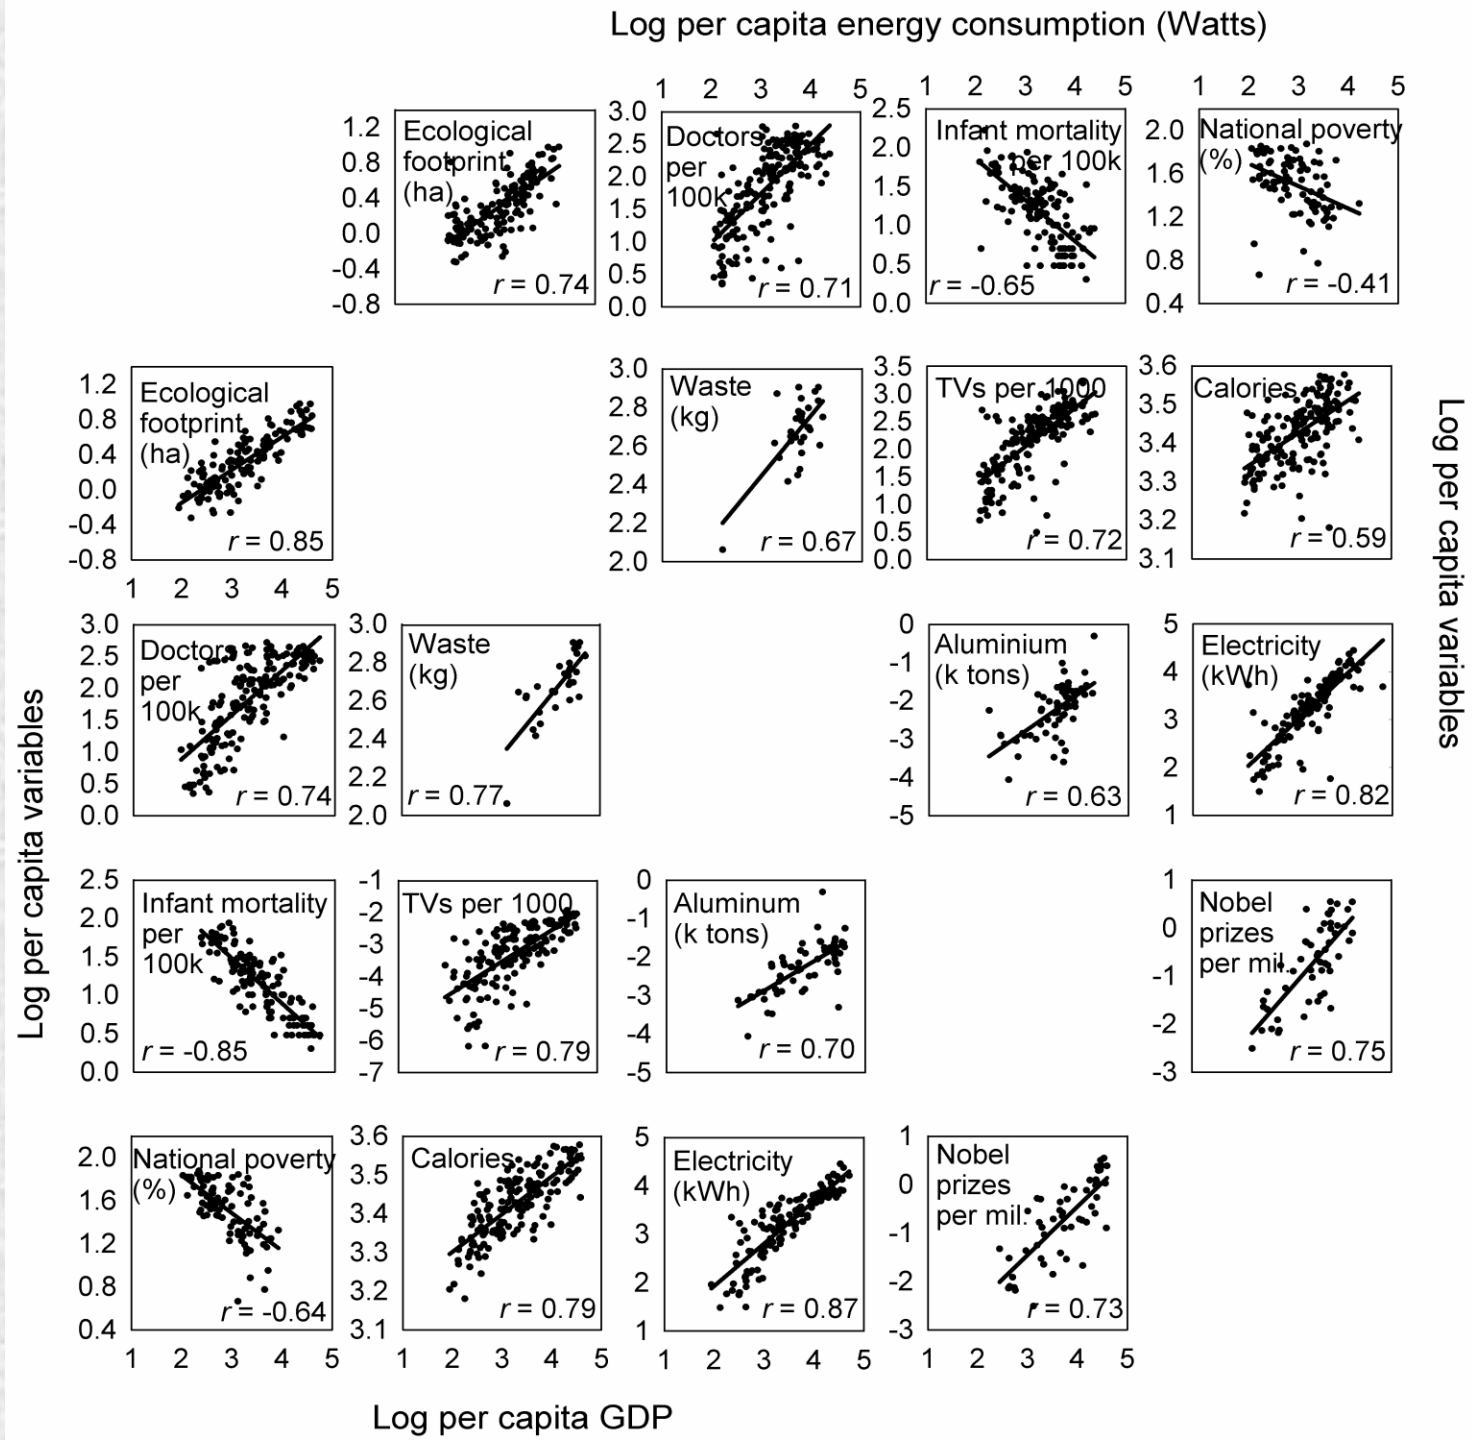 Log per capita energy consumption (Watts)
1 2 3 4 5
1 2 3 4 5
1 2 3 4 5
Ecological
footprint
(ha)
r = 0.74
1.2
0.8
0.4
0.0
-0.4
-0.8
Doctors
per
100k
r = 0.71
3.0
2.5
2.0
1.5
1.0
0.5
0.0
Infant mortality
per 100k
r = -0.65
2.5
2.0
1.5
1.0
0.5
0.0
National poverty
(%)
r = -0.41
2.0
1.6
1.2
0.8
0.4
Ecological
footprint
(ha)
r = 0.85
1.2
0.8
0.4
0.0
-0.4
-0.8
1 2 3 4 5
Waste
(kg)
r = 0.67
3.0
2.8
2.6
2.4
2.2
2.0
TVs per 1000
r = 0.72
3.5
3.0
2.5
2.0
1.5
1.0
0.5
0.0
Calories
r = 0.59
3.6
3.5
3.4
3.3
3.2
3.1
Log per capita variables
Doctors
per
100k
r = 0.74
3.0
2.5
2.0
1.5
1.0
0.5
0.0
Waste
(kg)
r = 0.77
3.0
2.8
2.6
2.4
2.2
2.0
Aluminium
(k tons)
r = 0.63
0
-1
-2
-3
-4
-5
Electricity
(kWh)
r = 0.82
5
4
3
2
1
Log per capita variables
Infant mortality
per
100k
r = -0.85
2.5
2.0
1.5
1.0
0.5
0.0
TVs per 1000
r = 0.79
-1
-2
-3
-4
-5
-6
-7
Aluminum
(k tons)
r = 0.70
0
-1
-2
-3
-4
-5
Nobel
prizes
per mil.
r = 0.75
1
0
-1
-2
-3
National poverty
(%)
r = -0.64
2.0
1.6
1.2
0.8
0.4
Calories
r = 0.79
3.6
3.5
3.4
3.3
3.2
3.1
Electricity
(kWh)
r = 0.87
5
4
3
2
1
Nobel
prizes
per mil.
r = 0.73
1
0
-1
-2
-3
1 2 3 4 5
1 2 3 4 5
1 2 3 4 5
1 2 3 4 5
Log per capita GDP